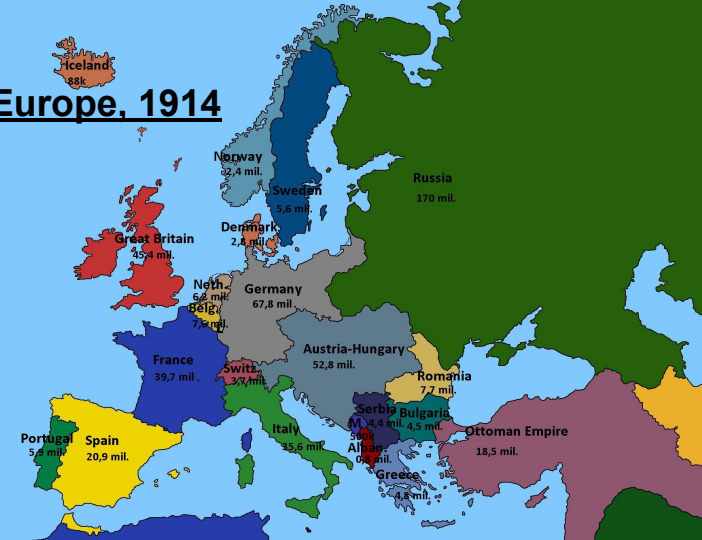 Iceland
88k
Europe, 1914
Norway
2,4 mil.
Russia
170 mil.
Sweden
5,6 mil.
Denmark
2,8 mil.
Great Britain
45,4 mil.
Neth.
6,2 mil.
Germany
67,8 mil.
Belg.
7,6 mil.
L
Austria-Hungary
52,8 mil.
France
39,7 mil.
Switz.
3,7 mil.
Romania
7,7 mil.
Serbia
4,4 mil.
Bulgaria
4,5 mil.
M.
500k
Italy
35,6 mil.
Ottoman Empire
18,5 mil.
Portugal
5,9 mil.
Spain
20,9 mil.
Alban.
0,8 mil.
Greece
4,8 mil.